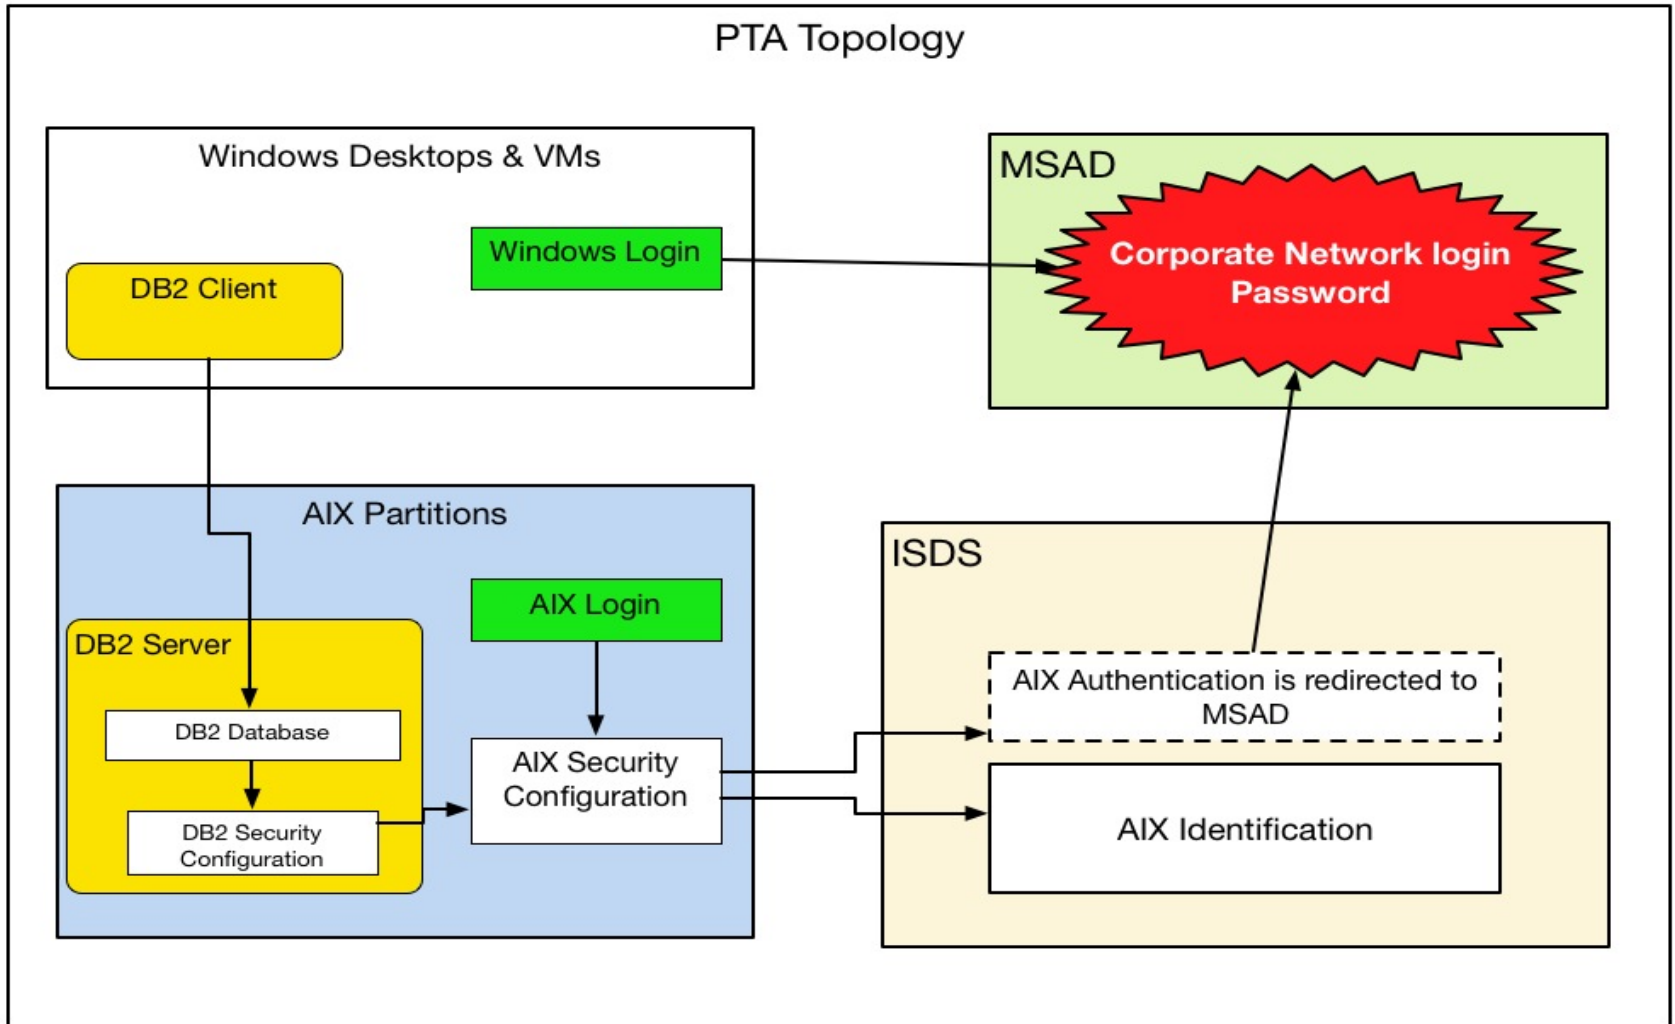 PTA Topology
Windows Desktops & VMs
Windows Login
DB2 Client
MSAD
Corporate Network login
Password
AIX Partitions
AIX Login
DB2 Server
DB2 Database
DB2 Security
Configuration
AIX Security
Configuration
ISDS
AIX Authentication is redirected to
MSAD
AIX Identification